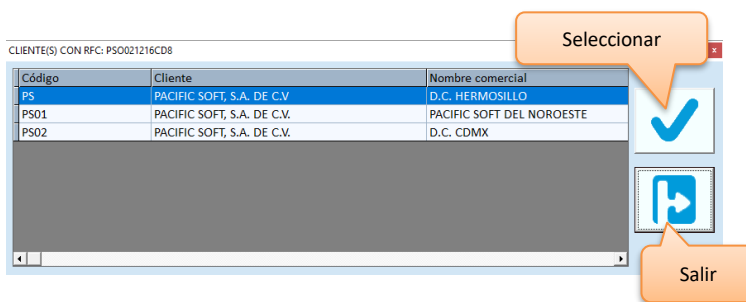 Seleccionar
CLIENTE(S) CON RFC: PSO021216CD8
x
Código Cliente Nombre comercial
PS PACIFIC SOFT, S.A. DE C.V D.C. HERMOSILLO
PS01 PACIFIC SOFT, S.A. DE C.V. PACIFIC SOFT DEL NOROESTE
PS02 PACIFIC SOFT, S.A. DE C.V. D.C. CDMX
Salir